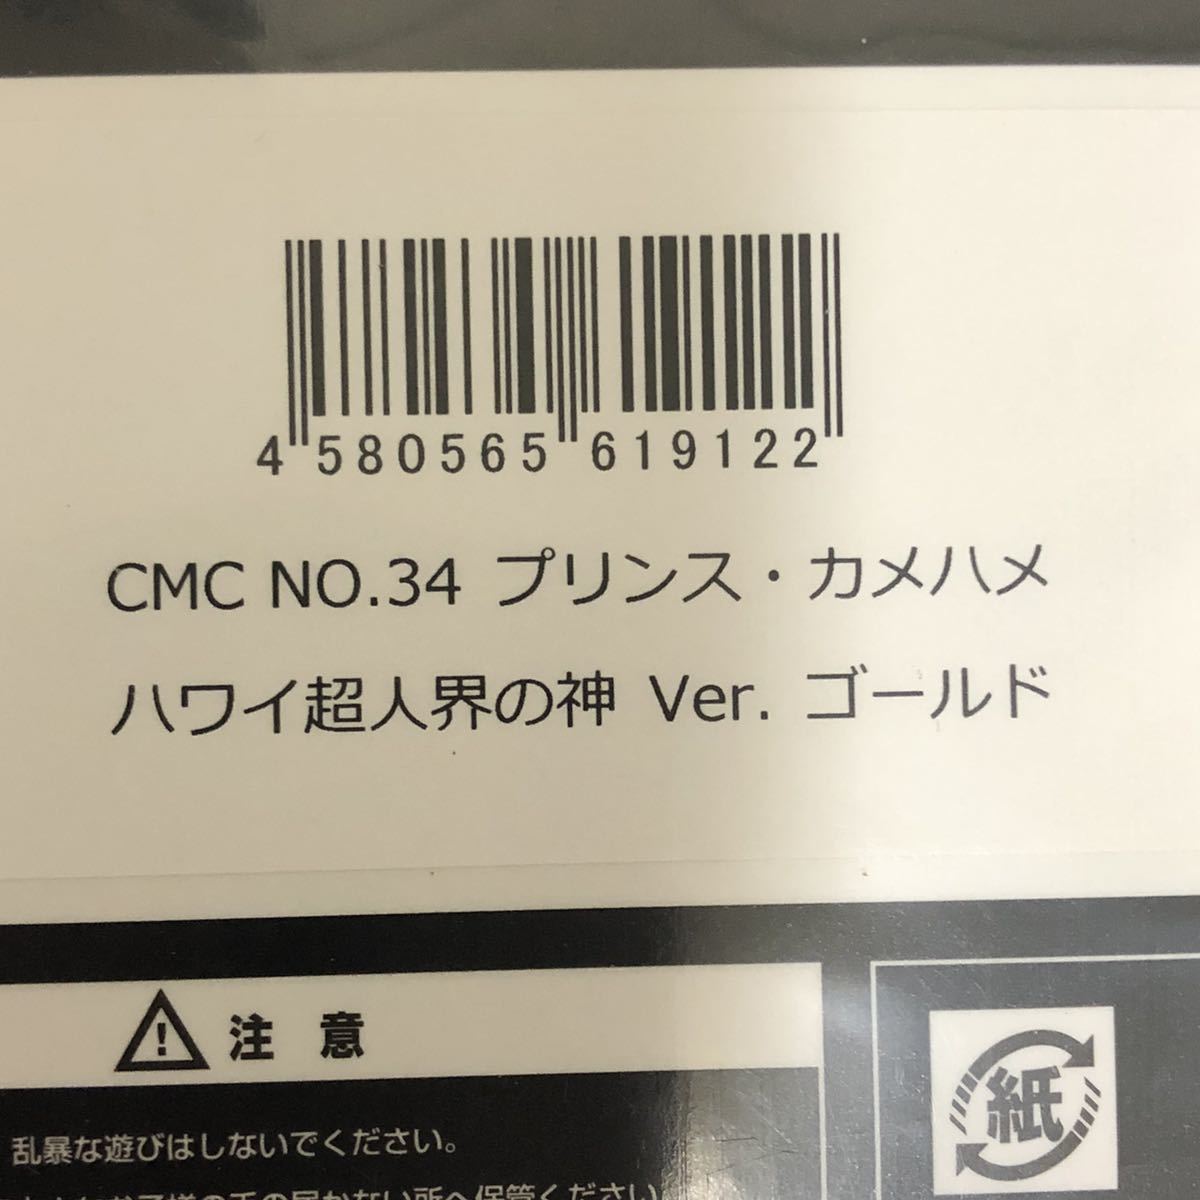 4 580565 619122
CMC NO.34 プリンス・カメハメ
ハワイ超人界の神 Ver. ゴールド
注 意
乱暴な遊びはしないでください。
紙